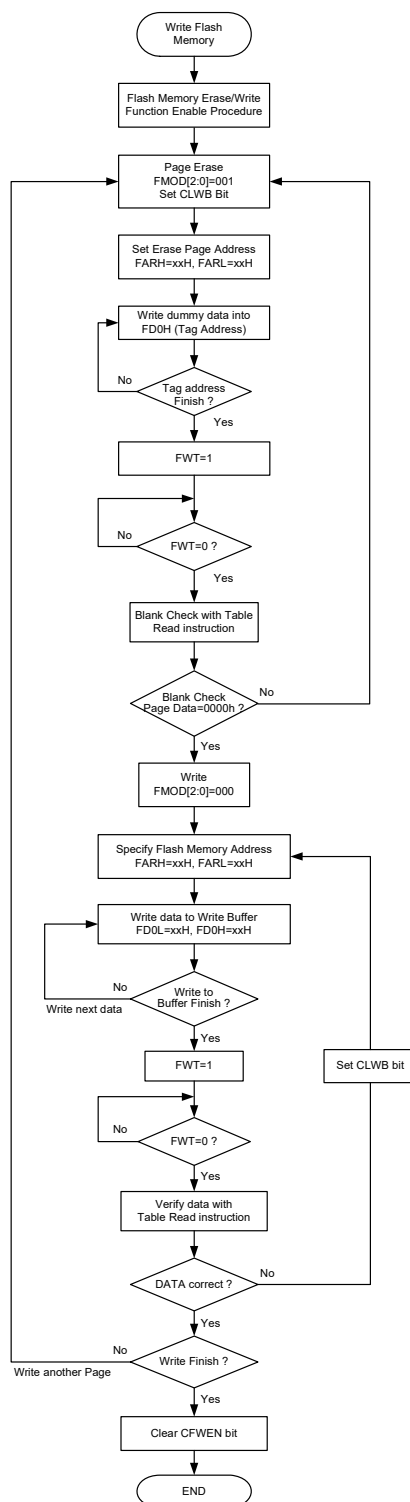 Write Flash
Memory
Flash Memory Erase/Write
Function Enable Procedure
Page Erase
FMOD[2:0]=001
Set CLWB Bit
Set Erase Page Address
FARH=xxH, FARL=xxH
Write dummy data into
FD0H (Tag Address)
No
Tag address
Finish ?
Yes
FWT=1
No
FWT=0 ?
Yes
Blank Check with Table
Read instruction
Blank Check
Page Data=0000h ?
No
Yes
Write
FMOD[2:0]=000
Specify Flash Memory Address
FARH=xxH, FARL=xxH
Write data to Write Buffer
FD0L=xxH, FD0H=xxH
No
Write to
Buffer Finish ?
Write next data
Yes
FWT=1
Set CLWB bit
No
FWT=0 ?
Yes
Verify data with
Table Read instruction
DATA correct ?
No
Yes
No
Write Finish ?
Write another Page
Yes
Clear CFWEN bit
END